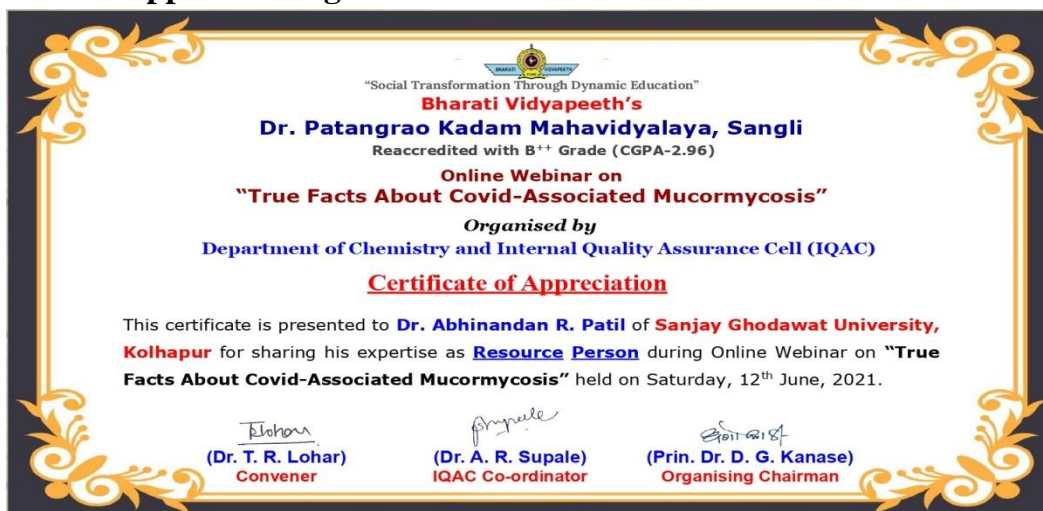 BHARATI VIDYAPEETH
“Social Transformation Through Dynamic Education”
Bharati Vidyapeeth’s
Dr. Patangrao Kadam Mahavidyalaya, Sangli
Reaccredited with B++ Grade (CGPA-2.96)
Online Webinar on
“True Facts About Covid-Associated Mucormycosis”
Organised by
Department of Chemistry and Internal Quality Assurance Cell (IQAC)
Certificate of Appreciation
This certificate is presented to Dr. Abhinandan R. Patil of Sanjay Ghodawat University,
Kolhapur for sharing his expertise as Resource Person during Online Webinar on “True
Facts About Covid-Associated Mucormycosis” held on Saturday, 12th June, 2021.
(Dr. T. R. Lohar) (Dr. A. R. Supale) (Prin. Dr. D. G. Kanase)
Convener IQAC Co-ordinator Organising Chairman